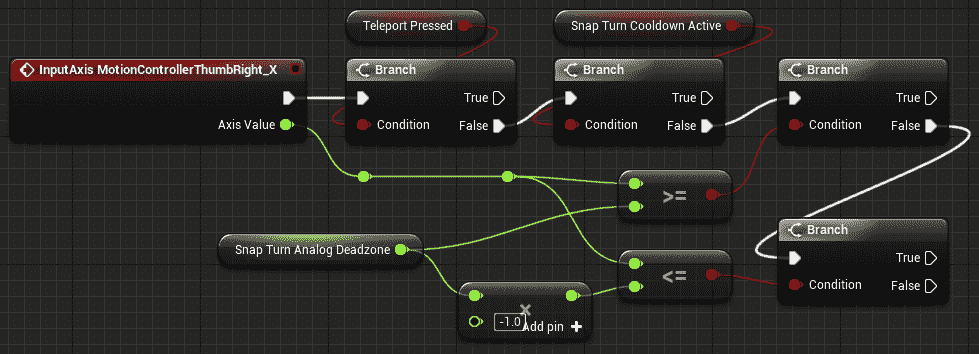 Teleport Pressed
Snap Turn Cooldown Active
InputAxis MotionControllerThumbRight_X
Branch
Branch
Branch
True
True
True
Axis Value
Condition
False
Condition
False
Condition
False
>=
Snap Turn Analog Deadzone
Branch
True
<=
Condition
False
×
-1.0
Add pin +